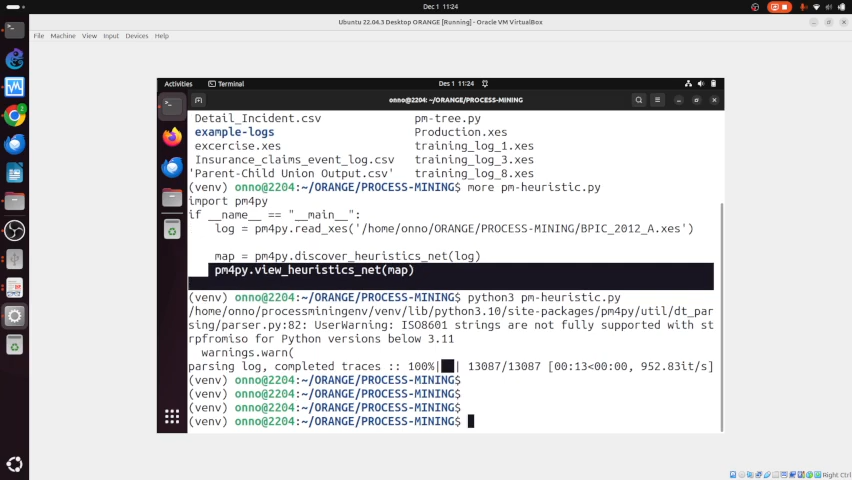 Dec 1 11:24
Ubuntu 22.04.3 Desktop ORANGE [Running] - Oracle VM VirtualBox
File Machine View Input Devices Help
Activities Terminal Des 1 11:24
onno@2204: ~/ORANGE/PROCESS-MINING
Detail_Incident.csv pm-tree.py
example-logs Production.xes
excercise.xes training_log_1.xes
Insurance_claims_event_log.csv training_log_3.xes
'Parent-Child Union Output.csv' training_log_8.xes
(venv) onno@2204:~/ORANGE/PROCESS-MINING$ more pm-heuristic.py
import pm4py
if __name__ == "__main__":
log = pm4py.read_xes('/home/onno/ORANGE/PROCESS-MINING/BPIC_2012_A.xes')
map = pm4py.discover_heuristics_net(log)
pm4py.view_heuristics_net(map)
(venv) onno@2204:~/ORANGE/PROCESS-MINING$ python3 pm-heuristic.py
/home/onno/processminingenv/venv/lib/python3.10/site-packages/pm4py/util/dt_par
sing/parser.py:82: UserWarning: ISO8601 strings are not fully supported with st
rpfromiso for Python versions below 3.11
warnings.warn(
parsing log, completed traces :: 100%|██| 13087/13087 [00:13<00:00, 952.83it/s]
(venv) onno@2204:~/ORANGE/PROCESS-MINING$
(venv) onno@2204:~/ORANGE/PROCESS-MINING$
(venv) onno@2204:~/ORANGE/PROCESS-MINING$
(venv) onno@2204:~/ORANGE/PROCESS-MINING$
Right Ctrl